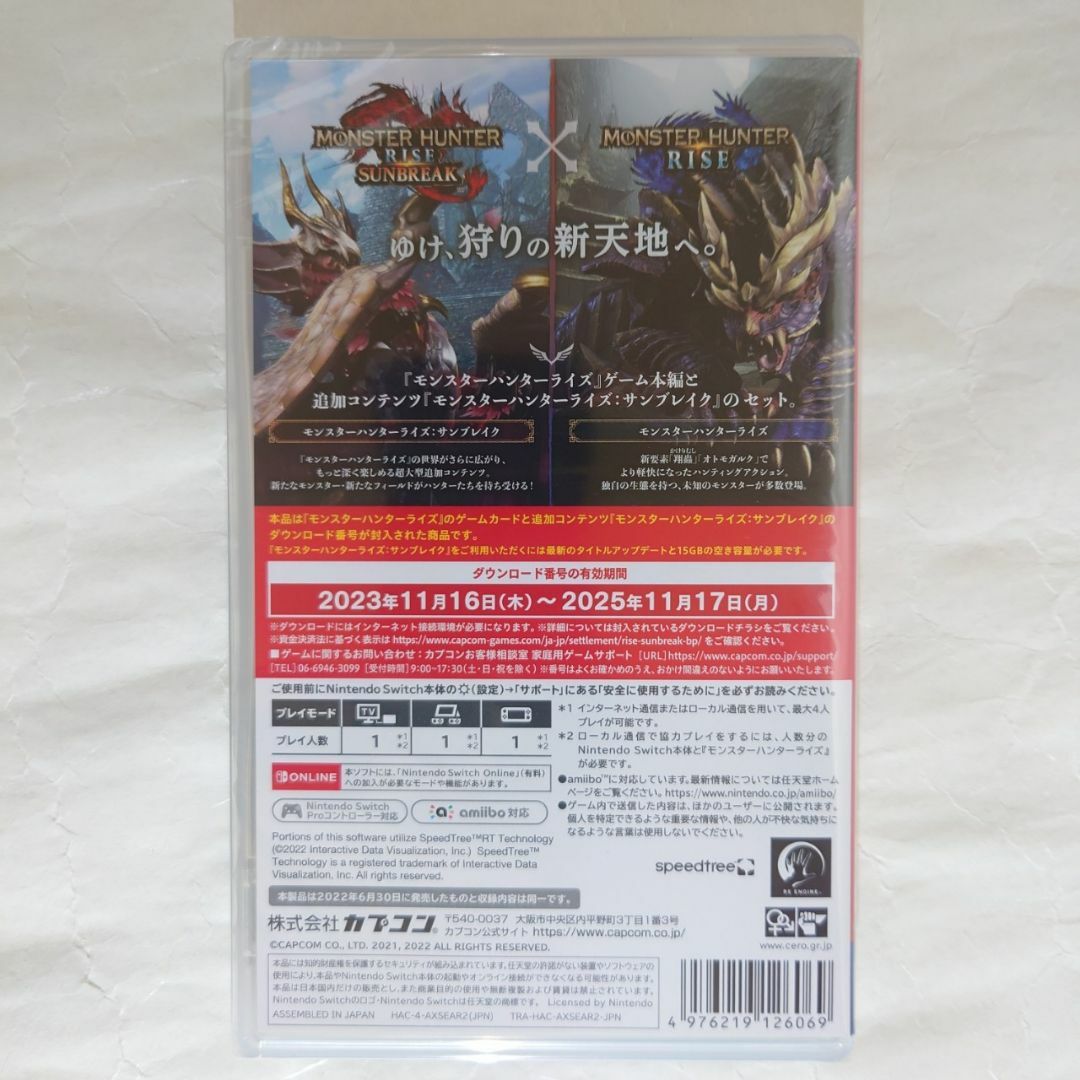 MONSTER HUNTER
RISE
SUNBREAK
MONSTER HUNTER
RISE
ゆけ、狩りの新天地へ。
『モンスターハンターライズ』ゲーム本編と
追加コンテンツ『モンスターハンターライズ:サンブレイク』のセット。
モンスターハンターライズ:サンブレイク
『モンスターハンターライズ』の世界がさらに広がり、
もっと深く楽しめる超大型追加コンテンツ。
新たなモンスター・新たなフィールドがハンターたちを待ち受ける!
モンスターハンターライズ
かけりむし
新要素「翔蟲」「オトモガルク」で
より軽快になったハンティングアクション。
独自の生態を持つ、未知のモンスターが多数登場。
本品は『モンスターハンターライズ』のゲームカードと追加コンテンツ『モンスターハンターライズ:サンブレイク』の
ダウンロード番号が封入された商品です。
『モンスターハンターライズ:サンブレイク』をご利用いただくには最新のタイトルアップデートと15GBの空き容量が必要です。
ダウンロード番号の有効期間
2023年11月16日(木)~2025年11月17日(月)
※ダウンロードにはインターネット接続環境が必要になります。※詳細については封入されているダウンロードチラシをご覧ください。
※資金決済法に基づく表示は https://www.capcom-games.com/ja-jp/settlement/rise-sunbreak-bp/ をご確認ください。
■ゲームに関するお問い合わせ:カプコンお客様相談室 家庭用ゲームサポート [URL]https://www.capcom.co.jp/support/
[TEL]06-6946-3099 [受付時間]9:00~17:30(土・日・祝を除く)※番号はよくお確かめのうえ、おかけ間違えのないようにお願いいたします。
ご使用前にNintendo Switch本体の(設定)→「サポート」にある「安全に使用するために」を必ずお読みください。
プレイモード
TV
プレイ人数
1 *1 *2
1 *1 *2
1 *1 *2
ONLINE
本ソフトには、「Nintendo Switch Online」(有料)
への加入が必要なモードや機能があります。
Nintendo Switch
Proコントローラー対応
amiibo 対応
*1 インターネット通信またはローカル通信を用いて、最大4人
プレイが可能です。
*2 ローカル通信で協力プレイをするには、人数分の
Nintendo Switch本体と『モンスターハンターライズ』
が必要です。
●amiibo™に対応しています。最新情報については任天堂ホーム
ページをご覧ください。https://www.nintendo.co.jp/amiibo/
●ゲーム内で送信した内容は、ほかのユーザーに公開されます。
個人を特定できるような重要な情報や、他の人が不快な気持ちに
なるような言葉は使用しないでください。
Portions of this software utilize SpeedTree™RT Technology
(©2022 Interactive Data Visualization, Inc.) SpeedTree™
Technology is a registered trademark of Interactive Data
Visualization, Inc. All rights reserved.
speedtree
RE ENGINE™
本製品は2022年6月30日に発売したものと収録内容は同一です。
株式会社カプコン® 〒540-0037 大阪市中央区内平野町3丁目1番3号
カプコン公式サイト https://www.capcom.co.jp/
©CAPCOM CO., LTD. 2021, 2022 ALL RIGHTS RESERVED.
www.cero.gr.jp
本品は知的財産権を保護するセキュリティが組み込まれています。任天堂の許諾がない装置やソフトウェアの
使用により、本品やNintendo Switch本体の起動やオンライン接続ができなくなる可能性があります。
本品は日本国内だけの販売とし、また商業目的の使用や無断複製および賃貸は禁止されています。
Nintendo Switchのロゴ・Nintendo Switchは任天堂の商標です。 Licensed by Nintendo
ASSEMBLED IN JAPAN HAC-4-AXSEAR2(JPN) TRA-HAC-AXSEAR2-JPN
4 976219 126069